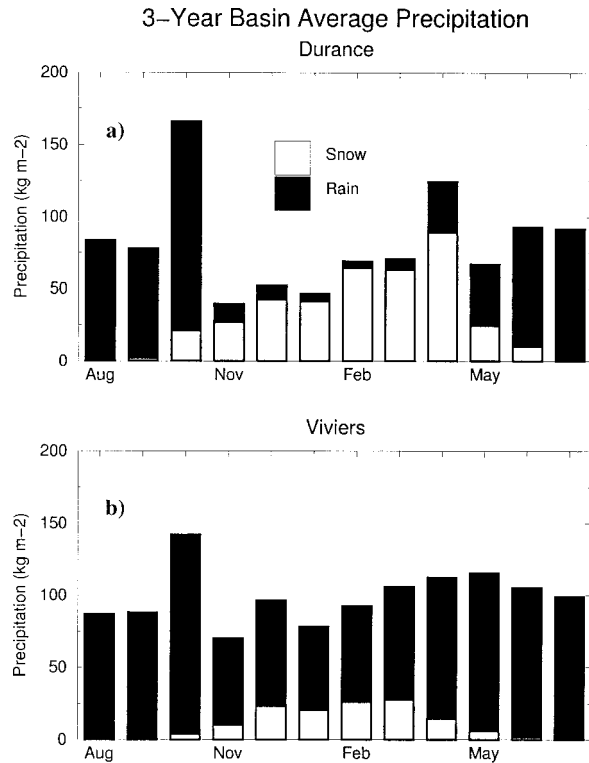 3-Year Basin Average Precipitation
Durance
200
150
100
50
0
Precipitation (kg m-2)
a)
Snow
Rain
Aug
Nov
Feb
May
Viviers
200
150
100
50
0
Precipitation (kg m-2)
b)
Aug
Nov
Feb
May